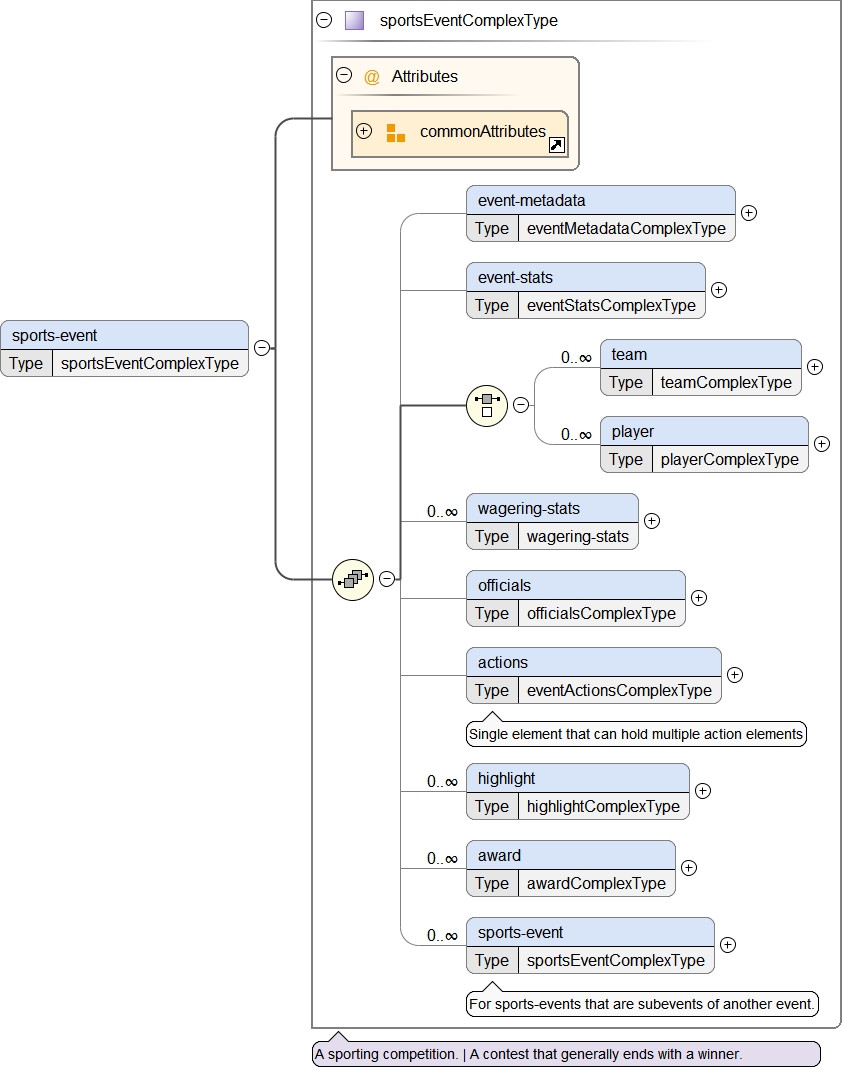 sportsEventComplexType
@ Attributes
commonAttributes
event-metadata
Type eventMetadataComplexType
event-stats
Type eventStatsComplexType
sports-event
Type sportsEventComplexType
0..∞ team
Type teamComplexType
0..∞ player
Type playerComplexType
0..∞ wagering-stats
Type wagering-stats
officials
Type officialsComplexType
actions
Type eventActionsComplexType
Single element that can hold multiple action elements
0..∞ highlight
Type highlightComplexType
0..∞ award
Type awardComplexType
0..∞ sports-event
Type sportsEventComplexType
For sports-events that are subevents of another event.
A sporting competition. | A contest that generally ends with a winner.